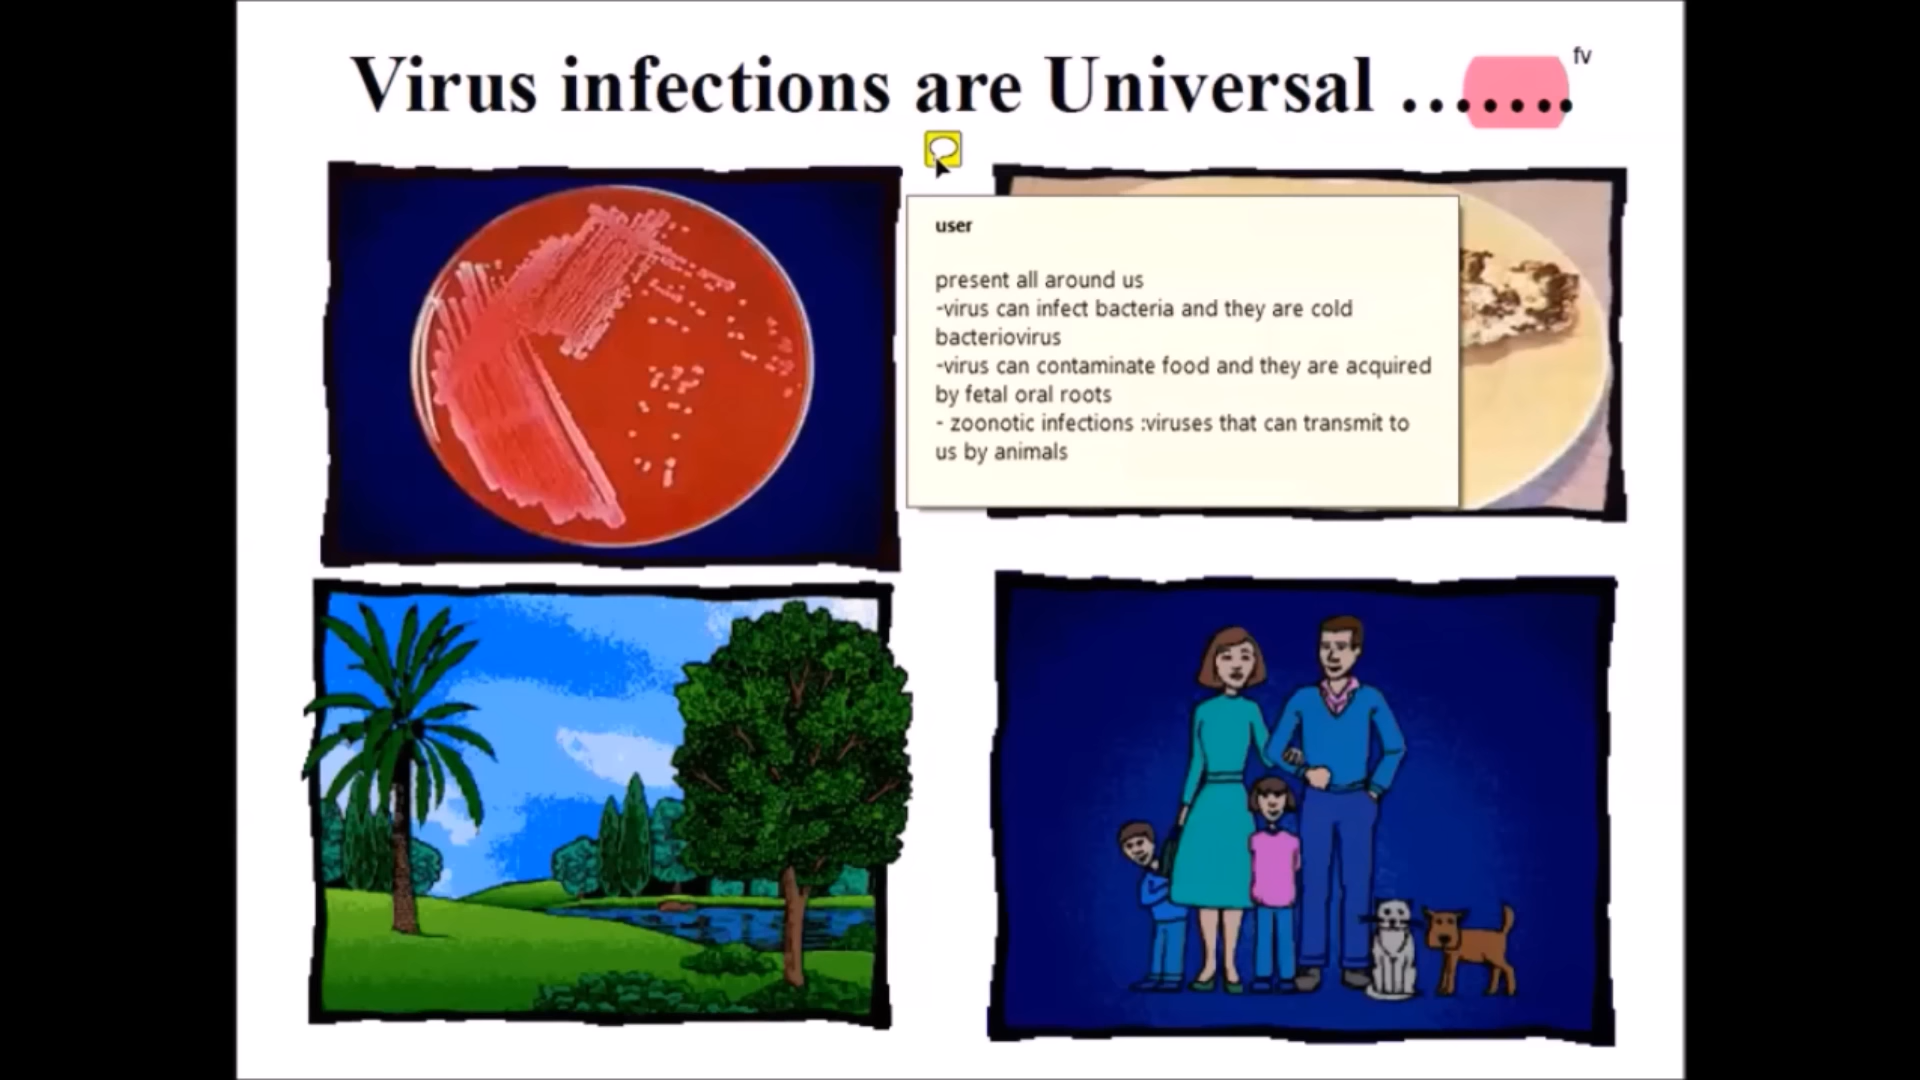 Virus infections are Universal .......
fv
user
present all around us
-virus can infect bacteria and they are cold
bacteriovirus
-virus can contaminate food and they are acquired
by fetal oral roots
- zoonotic infections :viruses that can transmit to
us by animals